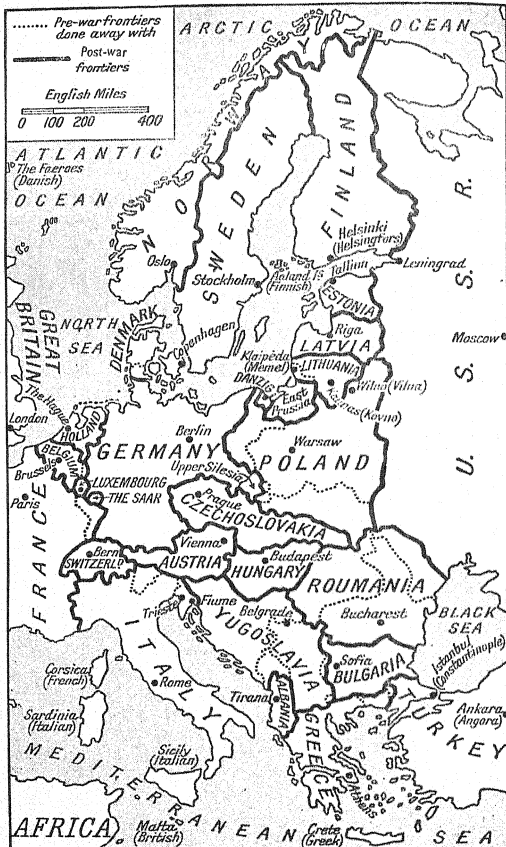 Pre-war frontiers
done away with
Post-war
frontiers
English Miles
0 100 200 400
ARCTIC OCEAN
ATLANTIC
OCEAN
The Faeroes
(Danish)
NORWAY
SWEDEN
FINLAND
U.S.S.R.
Helsinki
(Helsingfors)
Oslo
Stockholm
Aaland Is
(Finnish)
Tallinn
Leningrad
ESTONIA
GREAT
BRITAIN
NORTH
SEA
DENMARK
Copenhagen
Riga
LATVIA
Moscow
Klaipéda
(Memel)
LITHUANIA
DANZIG
East
Prussia
Kaunas
(Kovno)
Wilno (Vilna)
London
The Hague
HOLLAND
Berlin
GERMANY
Warsaw
POLAND
BELGIUM
Brussels
Upper Silesia
LUXEMBOURG
THE SAAR
Paris
FRANCE
Prague
CZECHOSLOVAKIA
Bern
SWITZERLD
Vienna
AUSTRIA
Budapest
HUNGARY
ROUMANIA
Trieste
Fiume
Belgrade
Bucharest
BLACK
SEA
YUGOSLAVIA
ITALY
Sofia
BULGARIA
Istanbul
(Constantinople)
Corsica
(French)
Rome
Tirana
ALBANIA
GREECE
TURKEY
Ankara
(Angora)
Sardinia
(Italian)
Sicily
(Italian)
Athens
MEDITERRANEAN SEA
AFRICA
Malta
(British)
Crete
(Greek)